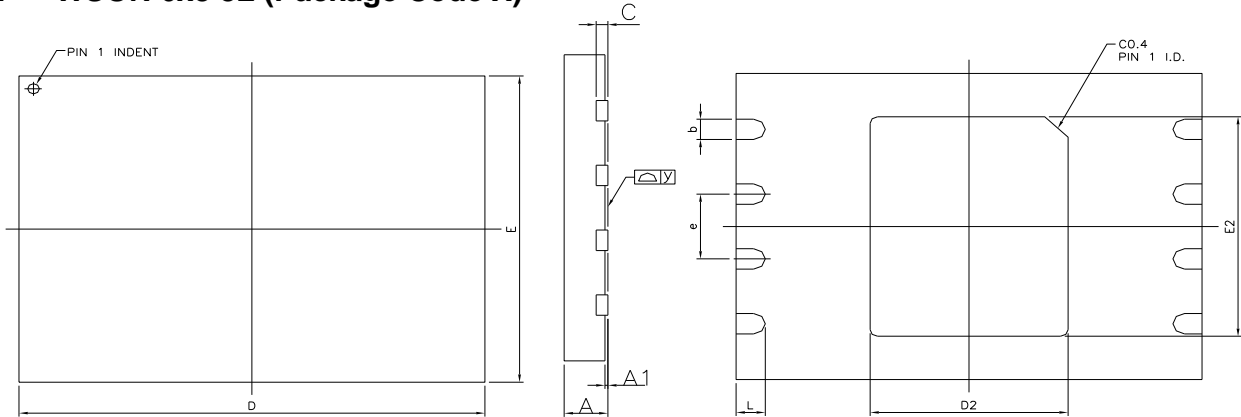 PIN 1 INDENT
D
E
C
y
A
A1
C0.4
PIN 1 I.D.
b
e
L
D2
E2